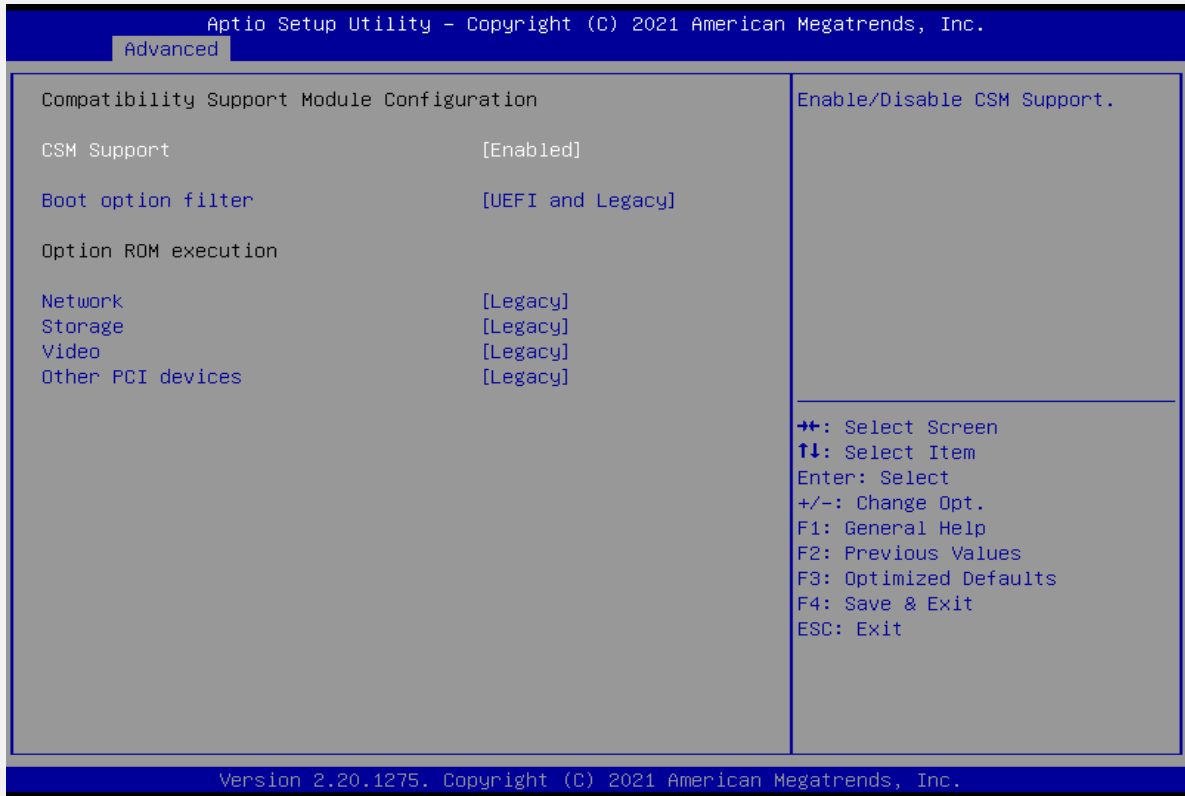 Aptio Setup Utility – Copyright (C) 2021 American Megatrends, Inc.
Advanced
Compatibility Support Module Configuration
CSM Support [Enabled]
Boot option filter [UEFI and Legacy]
Option ROM execution
Network [Legacy]
Storage [Legacy]
Video [Legacy]
Other PCI devices [Legacy]
Enable/Disable CSM Support.
→←: Select Screen
↑↓: Select Item
Enter: Select
+/-: Change Opt.
F1: General Help
F2: Previous Values
F3: Optimized Defaults
F4: Save & Exit
ESC: Exit
Version 2.20.1275. Copyright (C) 2021 American Megatrends, Inc.